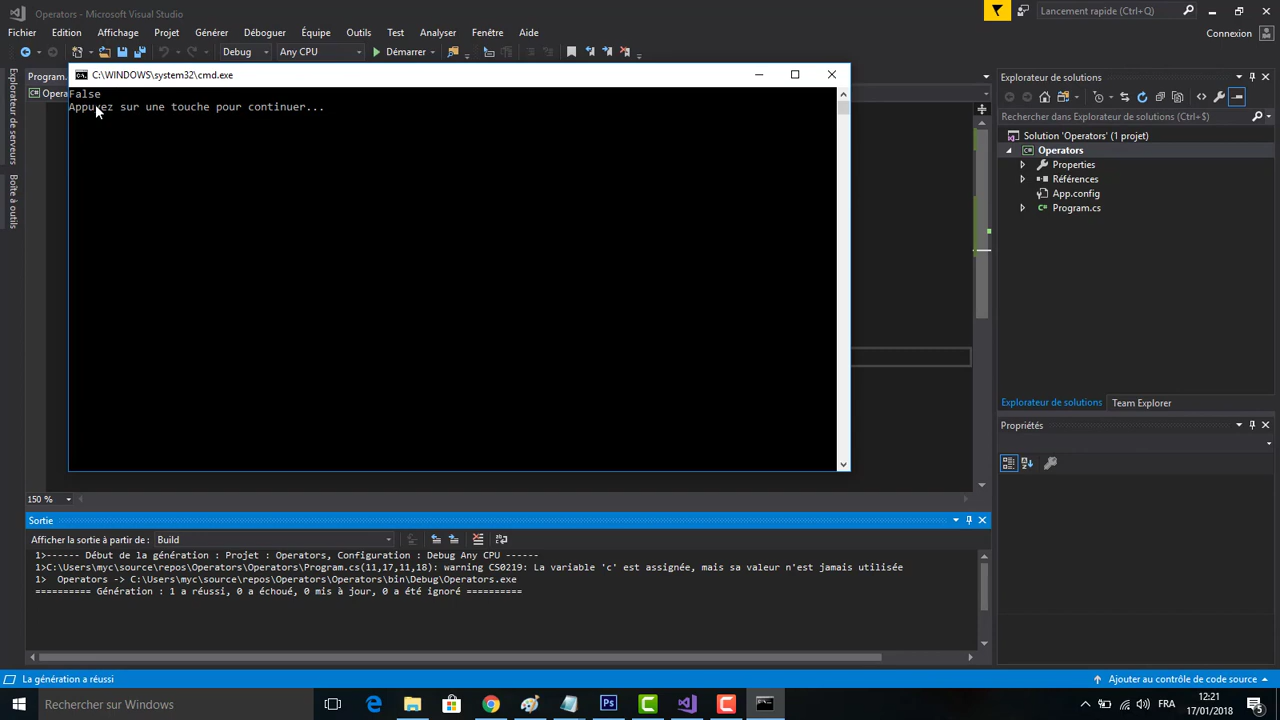 Operators - Microsoft Visual Studio
Lancement rapide (Ctrl+Q)
Fichier Edition Affichage Projet Générer Déboguer Équipe Outils Test Analyser Fenêtre Aide
Connexion
Debug Any CPU Démarrer
Program.
C:\WINDOWS\system32\cmd.exe
Explorateur de solutions
Opera
False
Appuyez sur une touche pour continuer...
Rechercher dans Explorateur de solutions (Ctrl+$)
Solution 'Operators' (1 projet)
Operators
Properties
Références
App.config
Program.cs
Explorateur de serveurs
Boîte à outils
Explorateur de solutions Team Explorer
Propriétés
150 %
Sortie
Afficher la sortie à partir de : Build
1>------ Début de la génération : Projet : Operators, Configuration : Debug Any CPU ------
1>C:\Users\myc\source\repos\Operators\Operators\Program.cs(11,17,11,18): warning CS0219: La variable 'c' est assignée, mais sa valeur n'est jamais utilisée
1>  Operators -> C:\Users\myc\source\repos\Operators\Operators\bin\Debug\Operators.exe
========== Génération : 1 a réussi, 0 a échoué, 0 mis à jour, 0 a été ignoré ==========
La génération a réussi
Ajouter au contrôle de code source
Rechercher sur Windows
FRA
12:21
17/01/2018